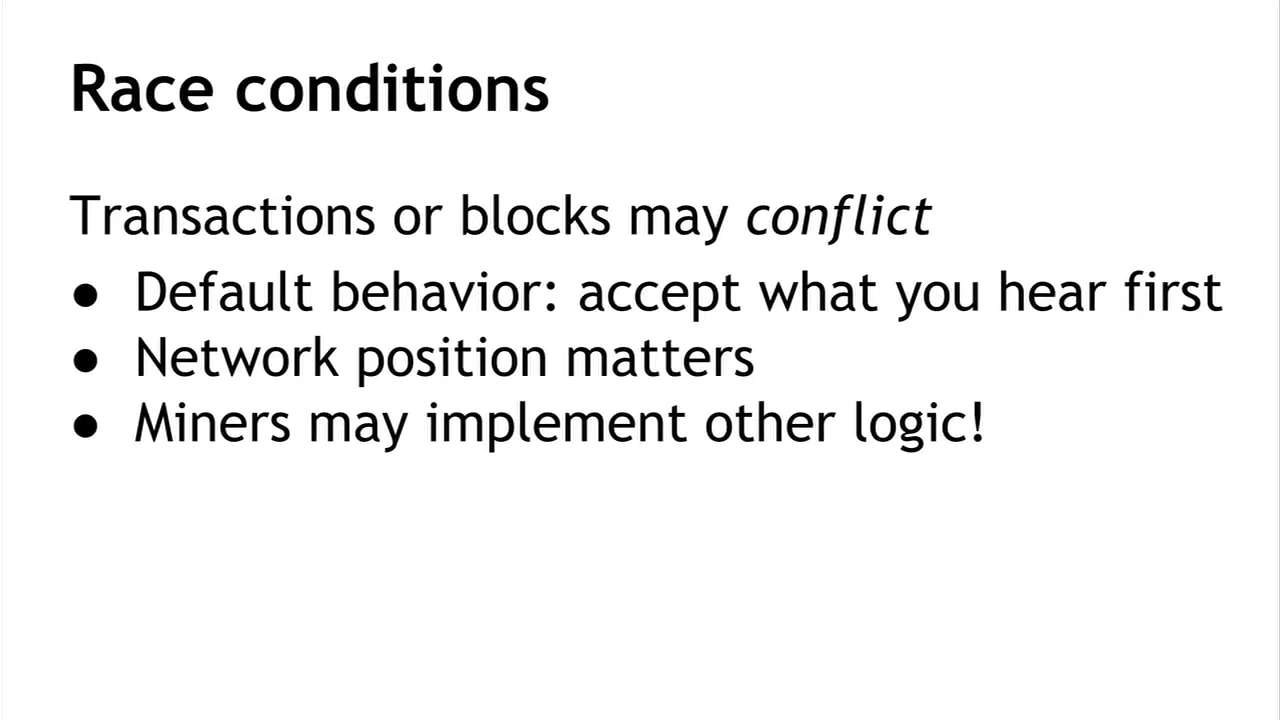 Race conditions
Transactions or blocks may conflict
● Default behavior: accept what you hear first
● Network position matters
● Miners may implement other logic!